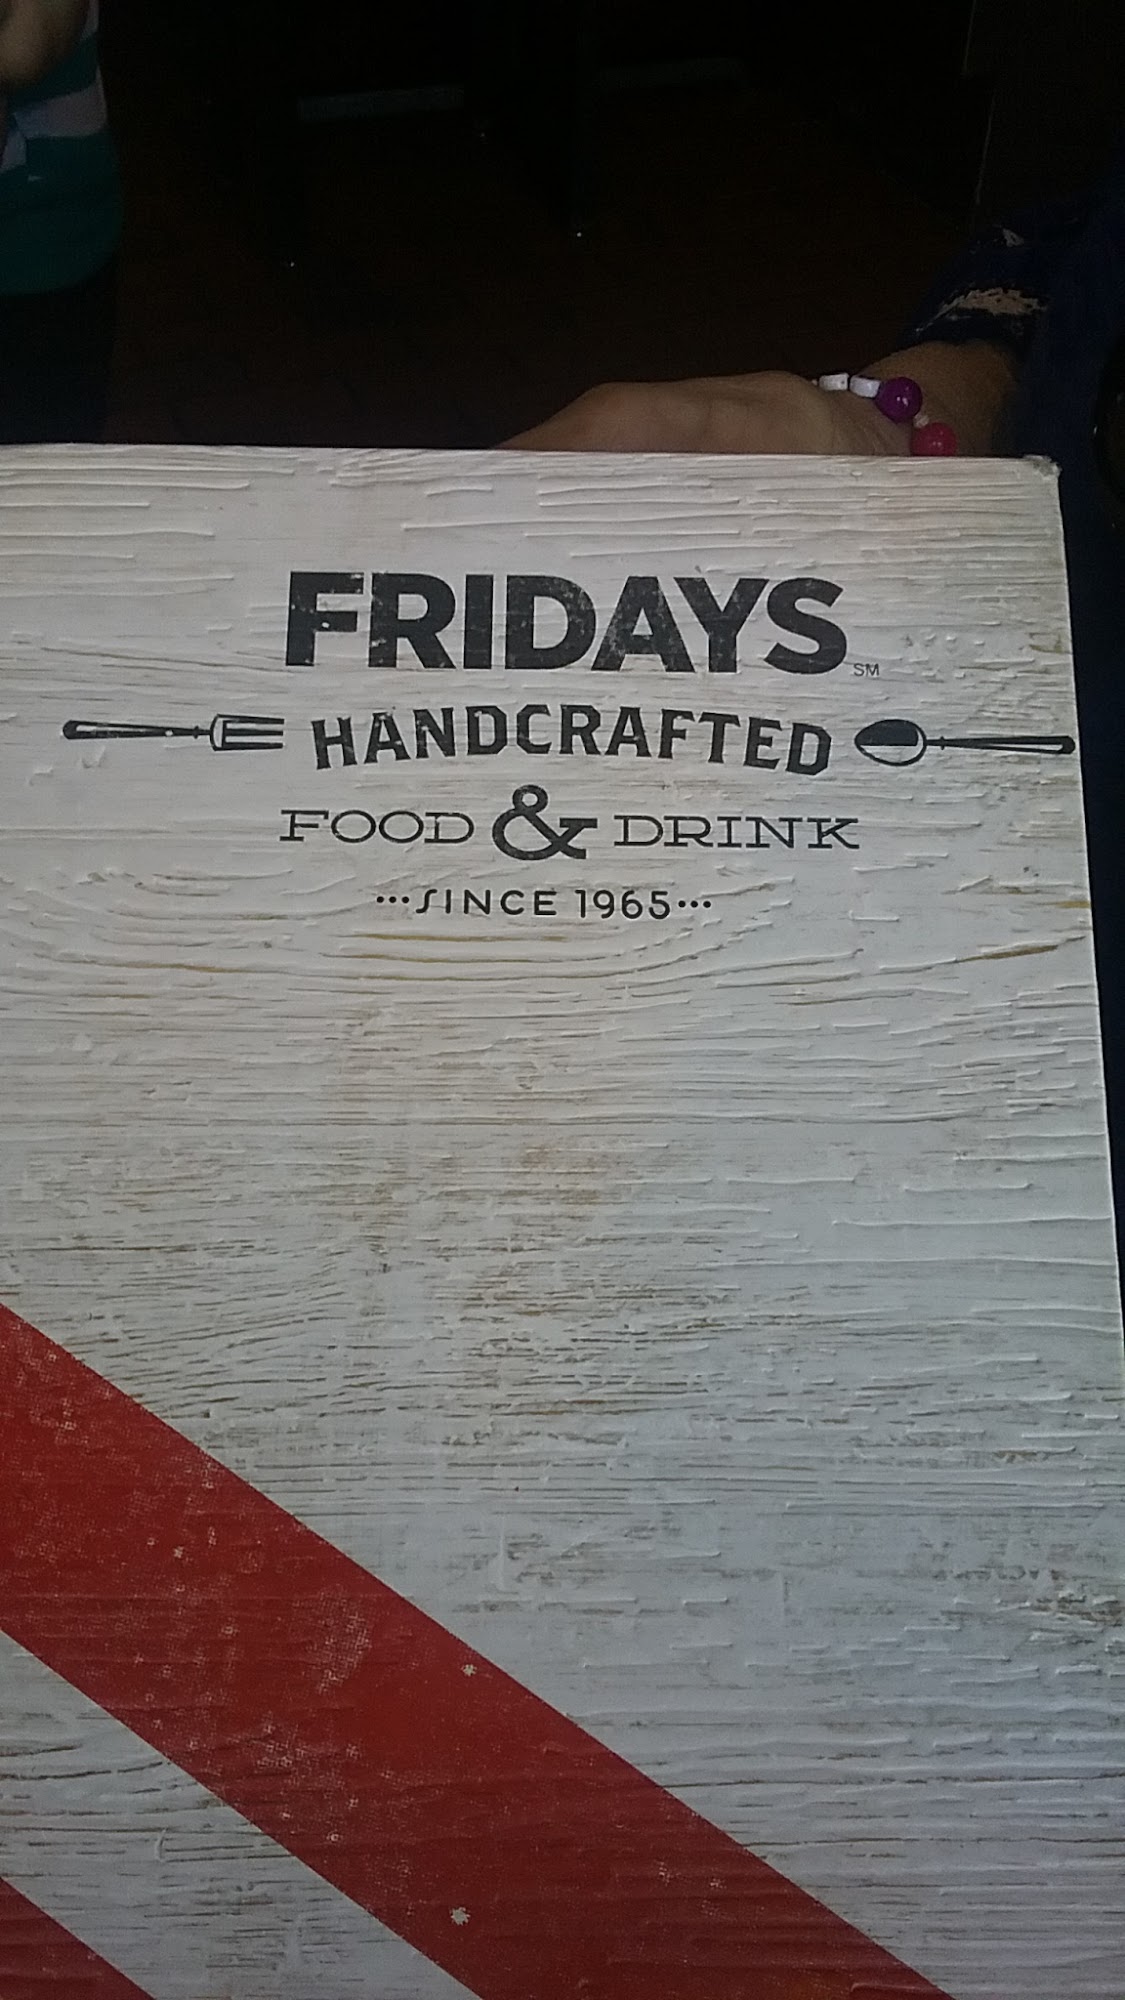 FRIDAYS SM
HANDCRAFTED
FOOD & DRINK
...SINCE 1965...